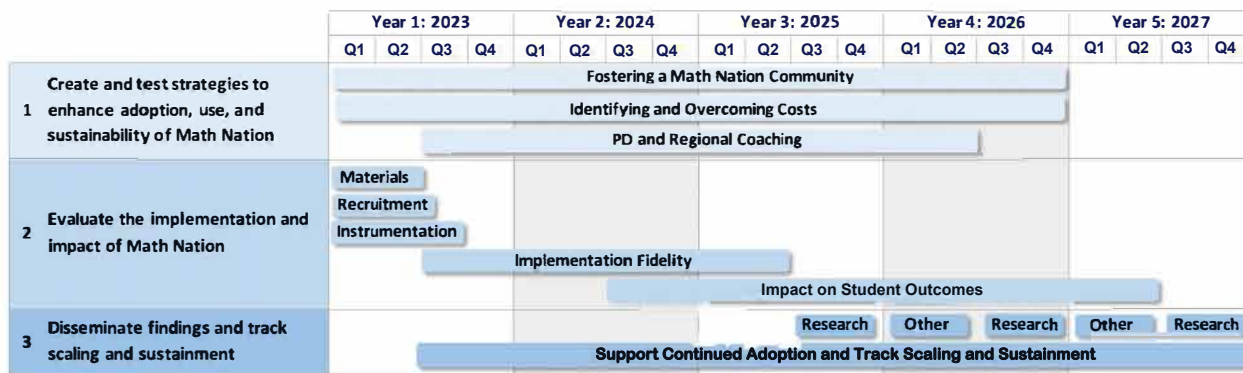 Year 1: 2023 Year 2: 2024 Year 3: 2025 Year 4: 2026 Year 5: 2027
Q1 Q2 Q3 Q4 Q1 Q2 Q3 Q4 Q1 Q2 Q3 Q4 Q1 Q2 Q3 Q4 Q1 Q2 Q3 Q4
1
Create and test strategies to
enhance adoption, use, and
sustainability of Math Nation
Fostering a Math Nation Community
Identifying and Overcoming Costs
PD and Regional Coaching
2
Evaluate the implementation and
impact of Math Nation
Materials
Recruitment
Instrumentation
Implementation Fidelity
Impact on Student Outcomes
3
Disseminate findings and track
scaling and sustainment
Research Other Research Other Research
Support Continued Adoption and Track Scaling and Sustainment